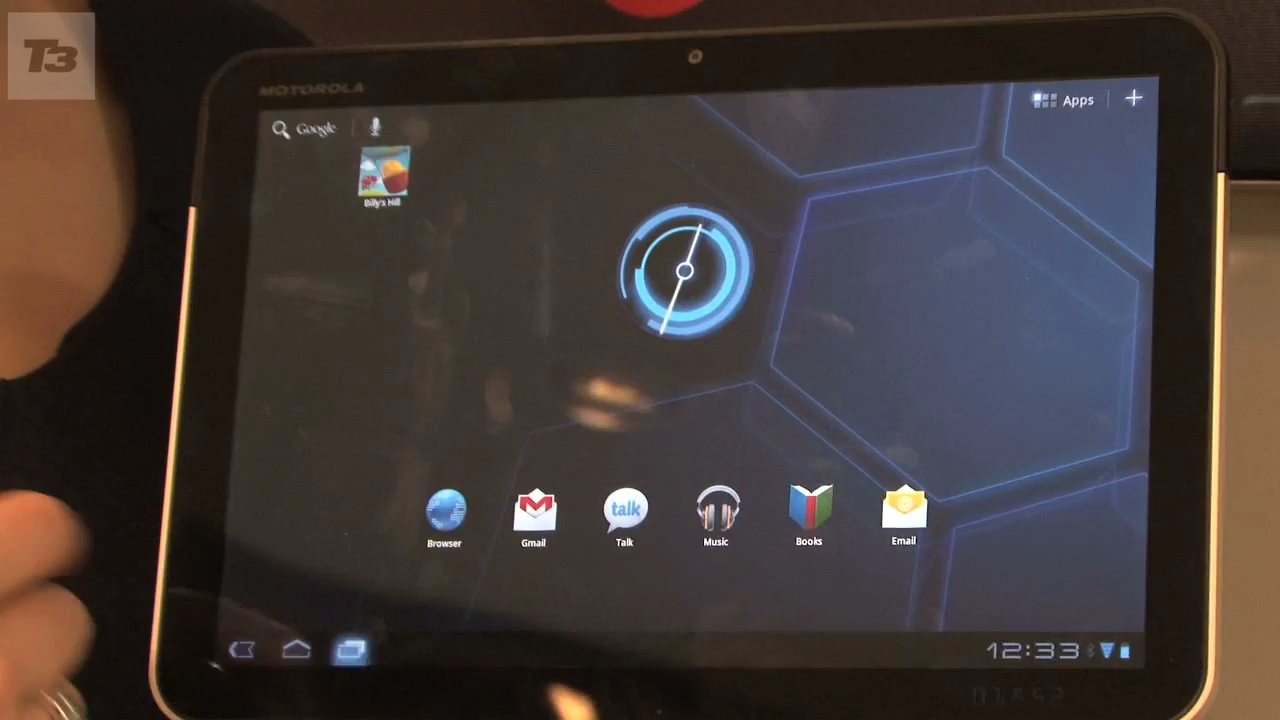 T3
MOTOROLA
Google
Apps
Billy's Hill
Browser
Gmail
talk
Talk
Music
Books
Email
12:33